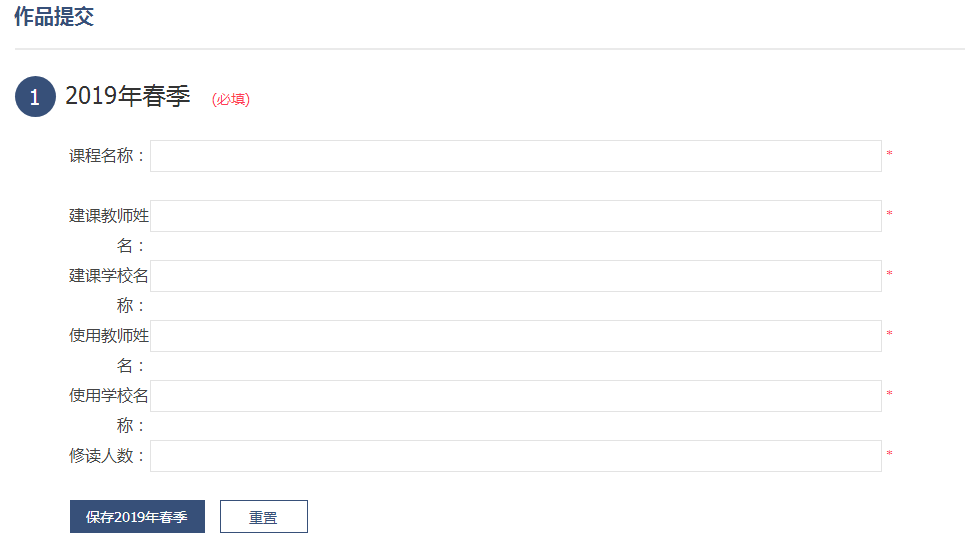 作品提交
1 2019年春季 (必填)
课程名称： *
建课教师姓 *
名：
建课学校名 *
称：
使用教师姓 *
名：
使用学校名 *
称：
修读人数： *
保存2019年春季 重置